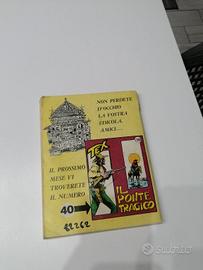 NON PERDETE
D'OCCHIO
LA VOSTRA
EDICOLA,
AMICI....
IL PROSSIMO
MESE VI
TROVERETE
IL NUMERO
40
TEX
IL PONTE
TRAGICO
subito